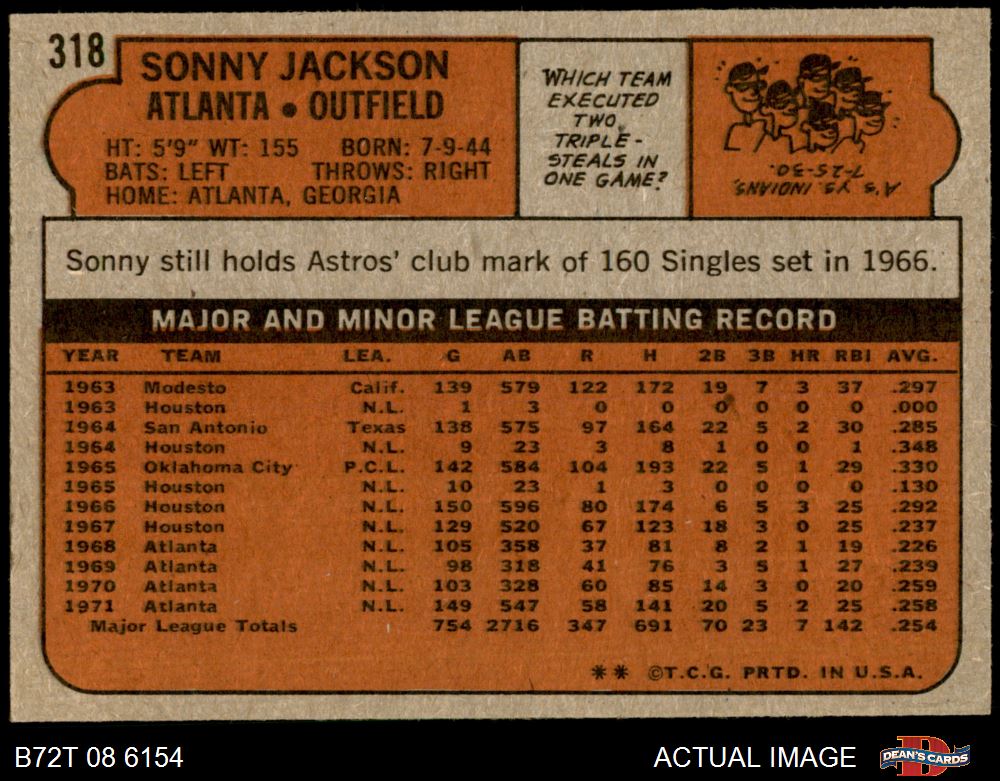 318
SONNY JACKSON
ATLANTA • OUTFIELD
HT: 5'9" WT: 155 BORN: 7-9-44
BATS: LEFT THROWS: RIGHT
HOME: ATLANTA, GEORGIA
WHICH TEAM
EXECUTED
TWO
TRIPLE-
STEALS IN
ONE GAME?
A's VS. INDIANS,
7-25-30.
Sonny still holds Astros' club mark of 160 Singles set in 1966.
MAJOR AND MINOR LEAGUE BATTING RECORD
YEAR TEAM LEA. G AB R H 2B 3B HR RBI AVG.
1963 Modesto Calif. 139 579 122 172 19 7 3 37 .297
1963 Houston N.L. 1 3 0 0 0 0 0 0 .000
1964 San Antonio Texas 138 575 97 164 22 5 2 30 .285
1964 Houston N.L. 9 23 3 8 1 0 0 1 .348
1965 Oklahoma City P.C.L. 142 584 104 193 22 5 1 29 .330
1965 Houston N.L. 10 23 1 3 0 0 0 0 .130
1966 Houston N.L. 150 596 80 174 6 5 3 25 .292
1967 Houston N.L. 129 520 67 123 18 3 0 25 .237
1968 Atlanta N.L. 105 358 37 81 8 2 1 19 .226
1969 Atlanta N.L. 98 318 41 76 3 5 1 27 .239
1970 Atlanta N.L. 103 328 60 85 14 3 0 20 .259
1971 Atlanta N.L. 149 547 58 141 20 5 2 25 .258
Major League Totals 754 2716 347 691 70 23 7 142 .254
** ©T.C.G. PRTD. IN U.S.A.
B72T 08 6154 ACTUAL IMAGE DEAN'S CARDS